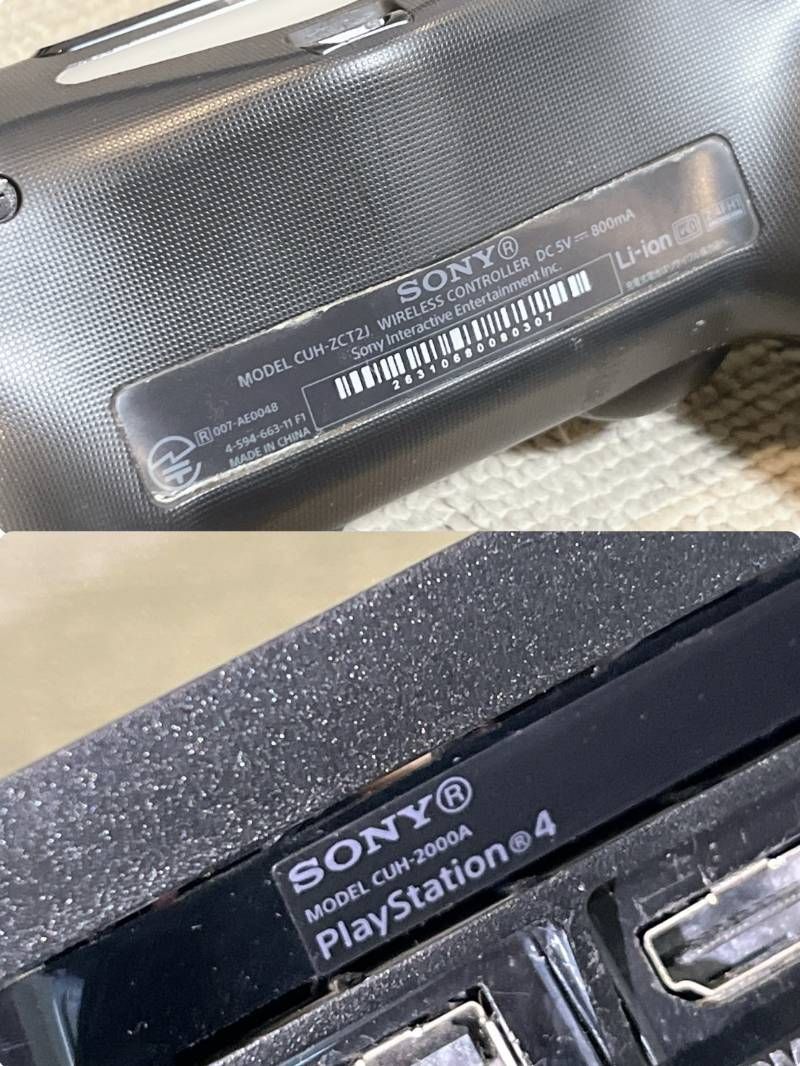 SONY®
MODEL CUH-ZCT2J WIRELESS CONTROLLER DC 5V⎓ 800mA
Sony Interactive Entertainment Inc.
26310680090307
Li-ion
R 007-AE0048
4-594-663-11 F1
MADE IN CHINA
SONY®
MODEL CUH-2000A
PlayStation®4